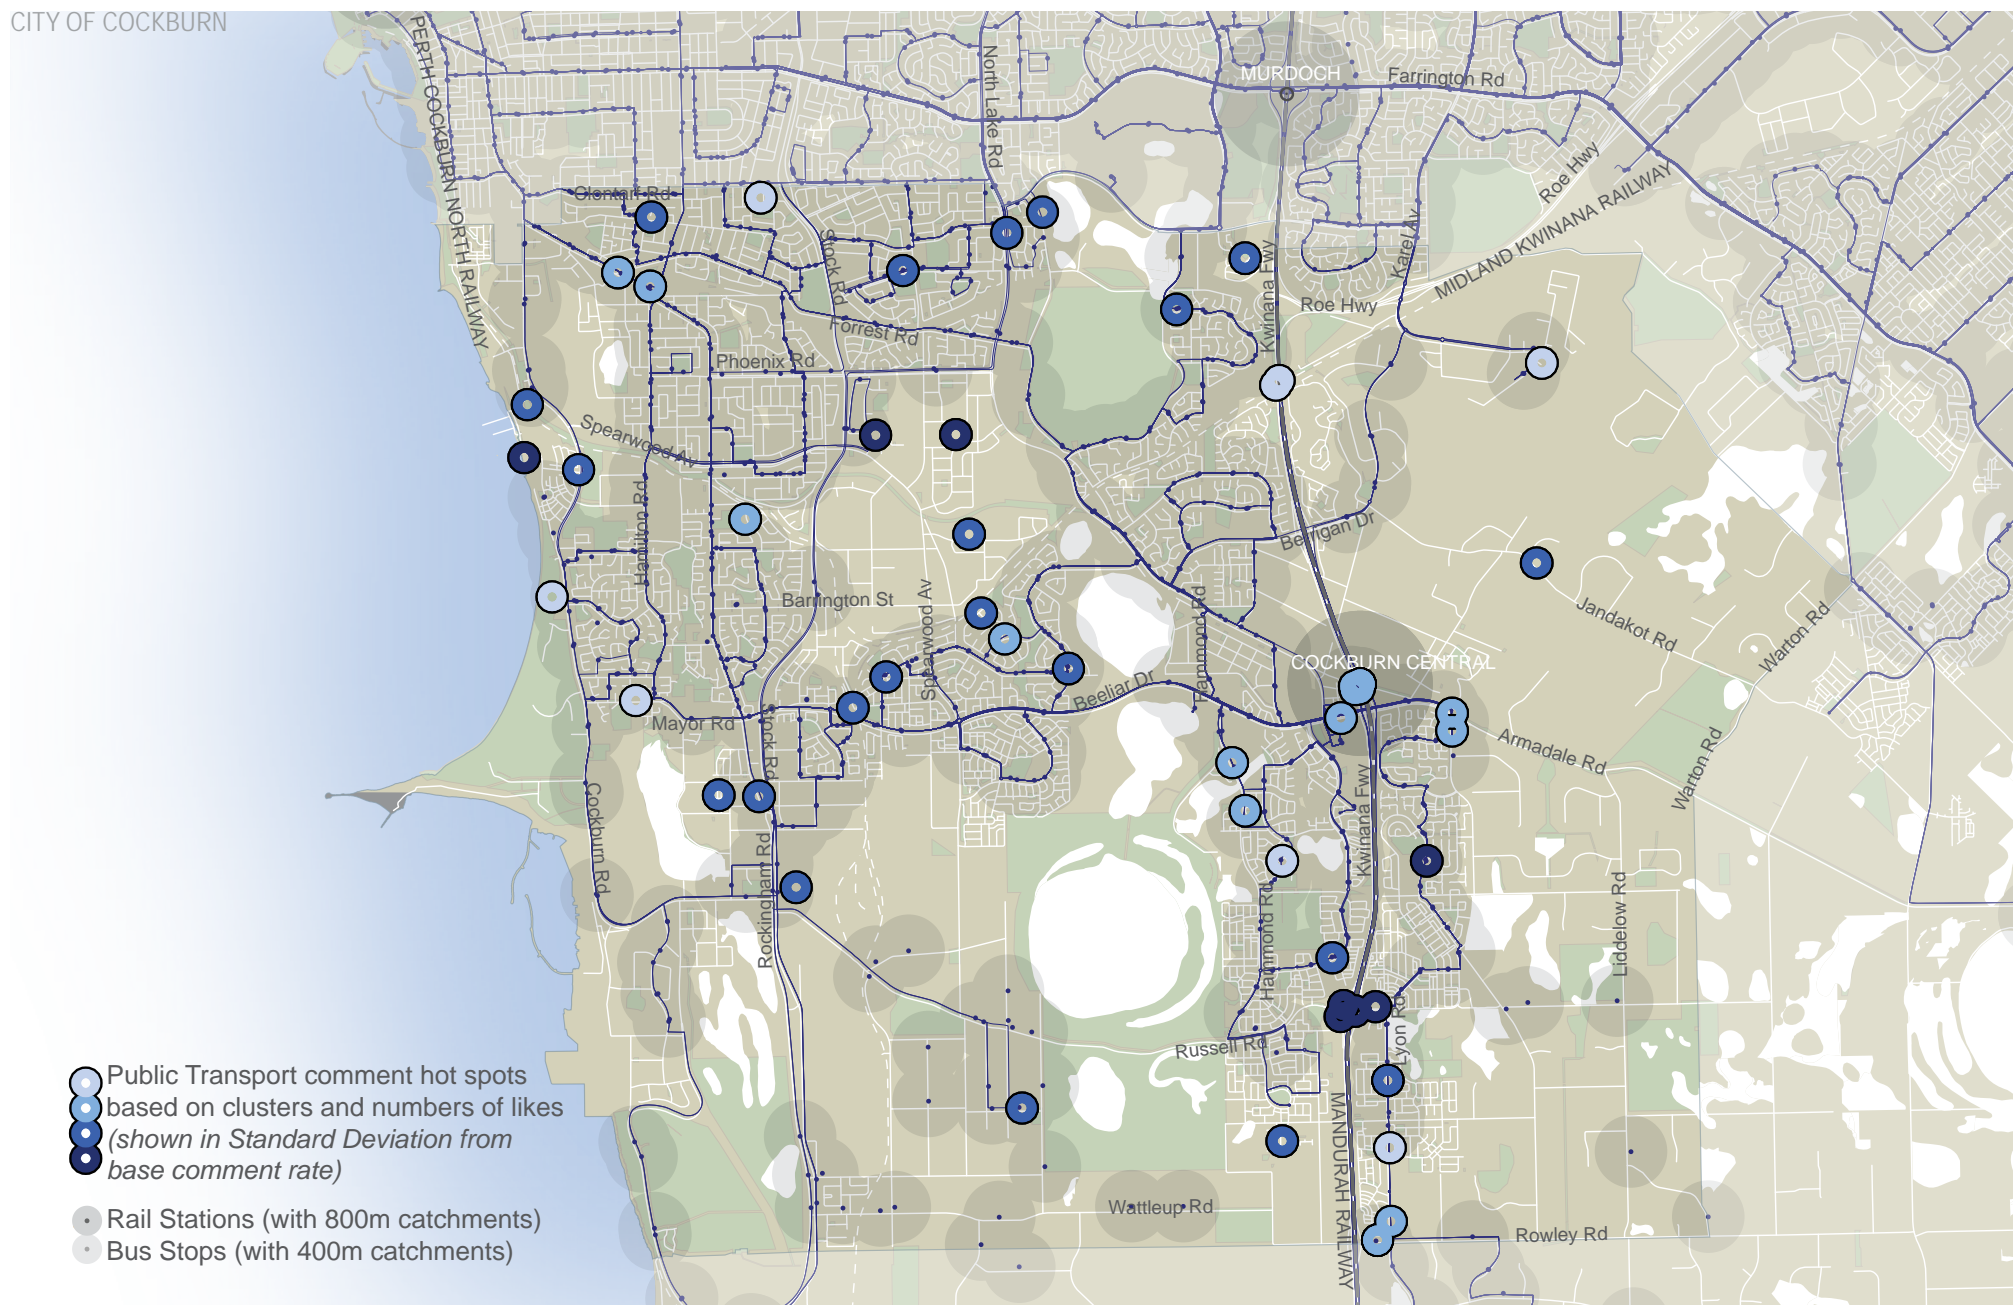 CITY OF COCKBURN
PERTH COCKBURN NORTH RAILWAY
North Lake Rd
MURDOCH
Farrington Rd
Clontarf Rd
Stock Rd
Kwinana Fwy
Karel Av
Roe Hwy
MIDLAND KWINANA RAILWAY
Roe Hwy
Forrest Rd
Phoenix Rd
Spearwood Av
Hamilton Rd
Berrigan Dr
Barrington St
Spearwood Av
Hammond Rd
Jandakot Rd
Warton Rd
COCKBURN CENTRAL
Beeliar Dr
Mayor Rd
Stock Rd
Armadale Rd
Warton Rd
Cockburn Rd
Kwinana Fwy
Rockingham Rd
Hammond Rd
Liddelow Rd
Lyon Rd
Russell Rd
MANDURAH RAILWAY
Wattleup Rd
Rowley Rd
Public Transport comment hot spots
based on clusters and numbers of likes
(shown in Standard Deviation from
base comment rate)
Rail Stations (with 800m catchments)
Bus Stops (with 400m catchments)